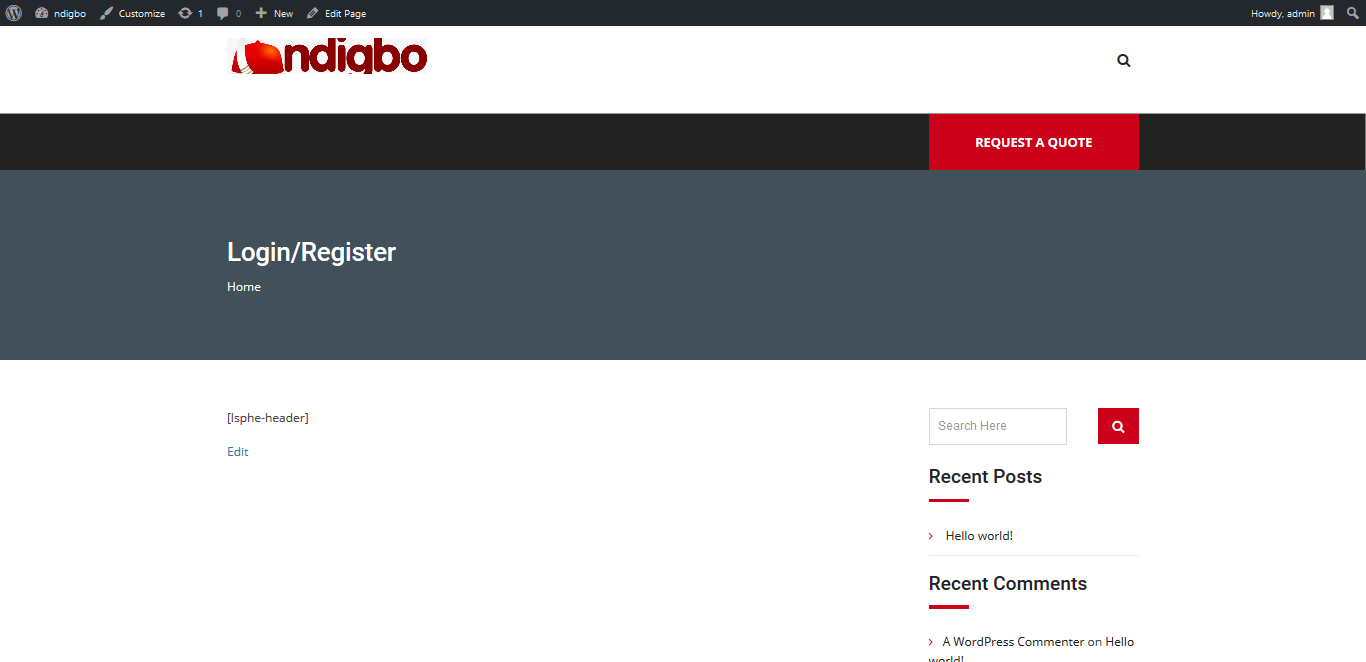 ndigbo
Customize
1
0
New
Edit Page
Howdy, admin
ndigbo
REQUEST A QUOTE
Login/Register
Home
[lsphe-header]
Edit
Search Here
Recent Posts
Hello world!
Recent Comments
A WordPress Commenter on Hello
world!